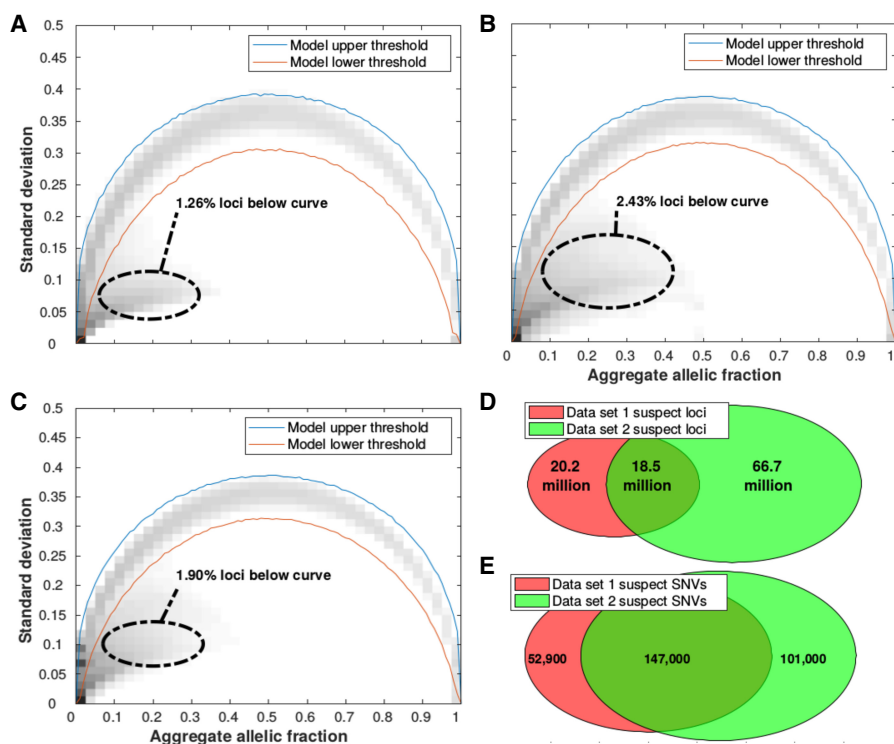 A
0.5
0.45
0.4
0.35
0.3
0.25
0.2
0.15
0.1
0.05
0
Standard deviation
Model upper threshold
Model lower threshold
1.26% loci below curve
B
Model upper threshold
Model lower threshold
2.43% loci below curve
0 0.1 0.2 0.3 0.4 0.5 0.6 0.7 0.8 0.9 1
Aggregate allelic fraction
C
0.5
0.45
0.4
0.35
0.3
0.25
0.2
0.15
0.1
0.05
0
Standard deviation
Model upper threshold
Model lower threshold
1.90% loci below curve
0 0.1 0.2 0.3 0.4 0.5 0.6 0.7 0.8 0.9 1
Aggregate allelic fraction
D
Data set 1 suspect loci
Data set 2 suspect loci
20.2 million
18.5 million
66.7 million
E
Data set 1 suspect SNVs
Data set 2 suspect SNVs
52,900
147,000
101,000